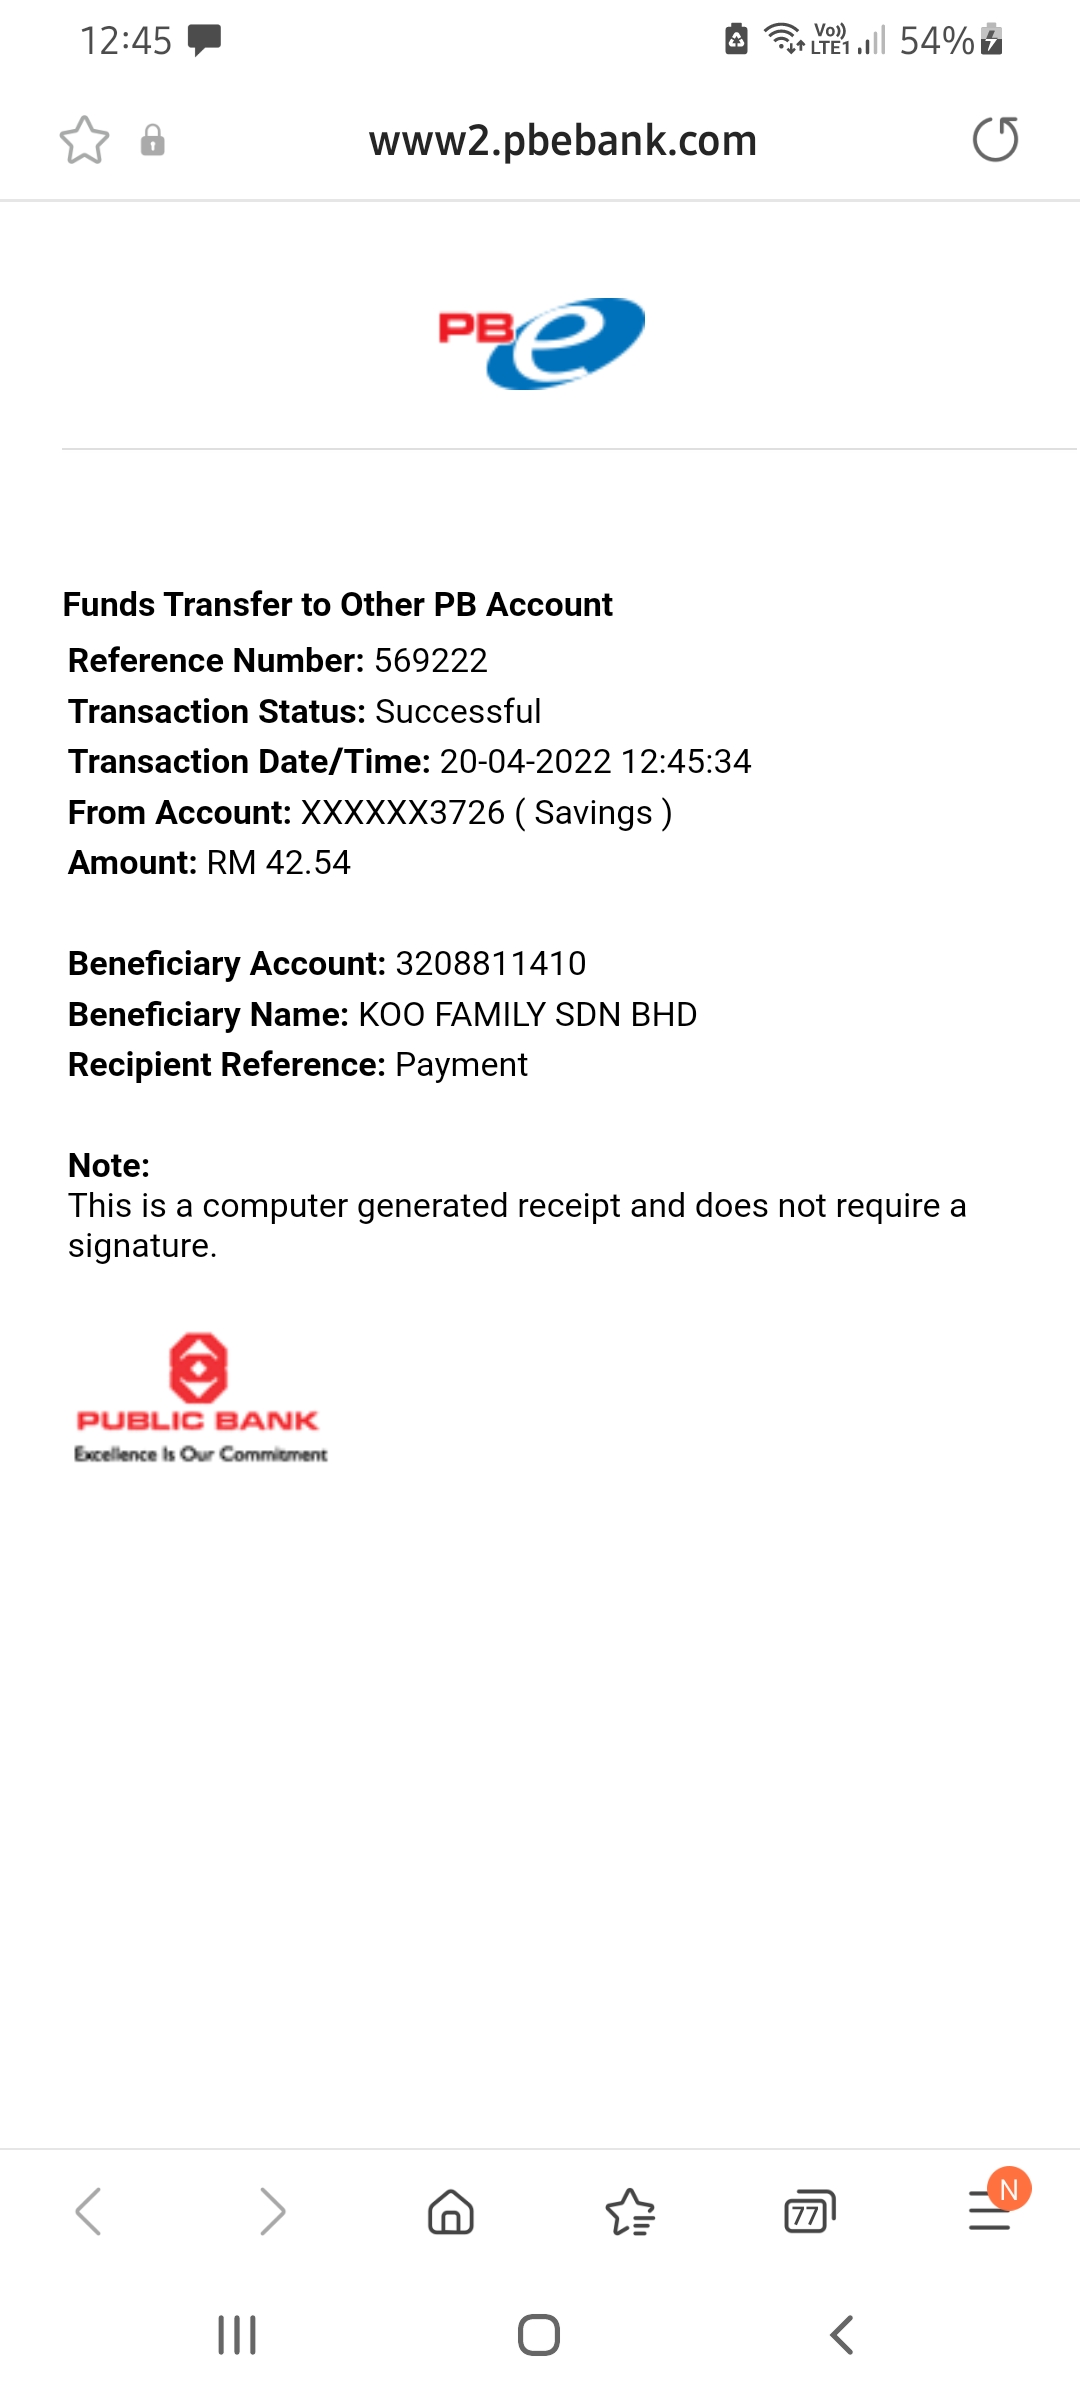 12:45
Vo)) LTE1 54%
www2.pbebank.com
PBe
Funds Transfer to Other PB Account
Reference Number: 569222
Transaction Status: Successful
Transaction Date/Time: 20-04-2022 12:45:34
From Account: XXXXXX3726 ( Savings )
Amount: RM 42.54
Beneficiary Account: 3208811410
Beneficiary Name: KOO FAMILY SDN BHD
Recipient Reference: Payment
Note:
This is a computer generated receipt and does not require a
signature.
PUBLIC BANK
Excellence Is Our Commitment
77
N